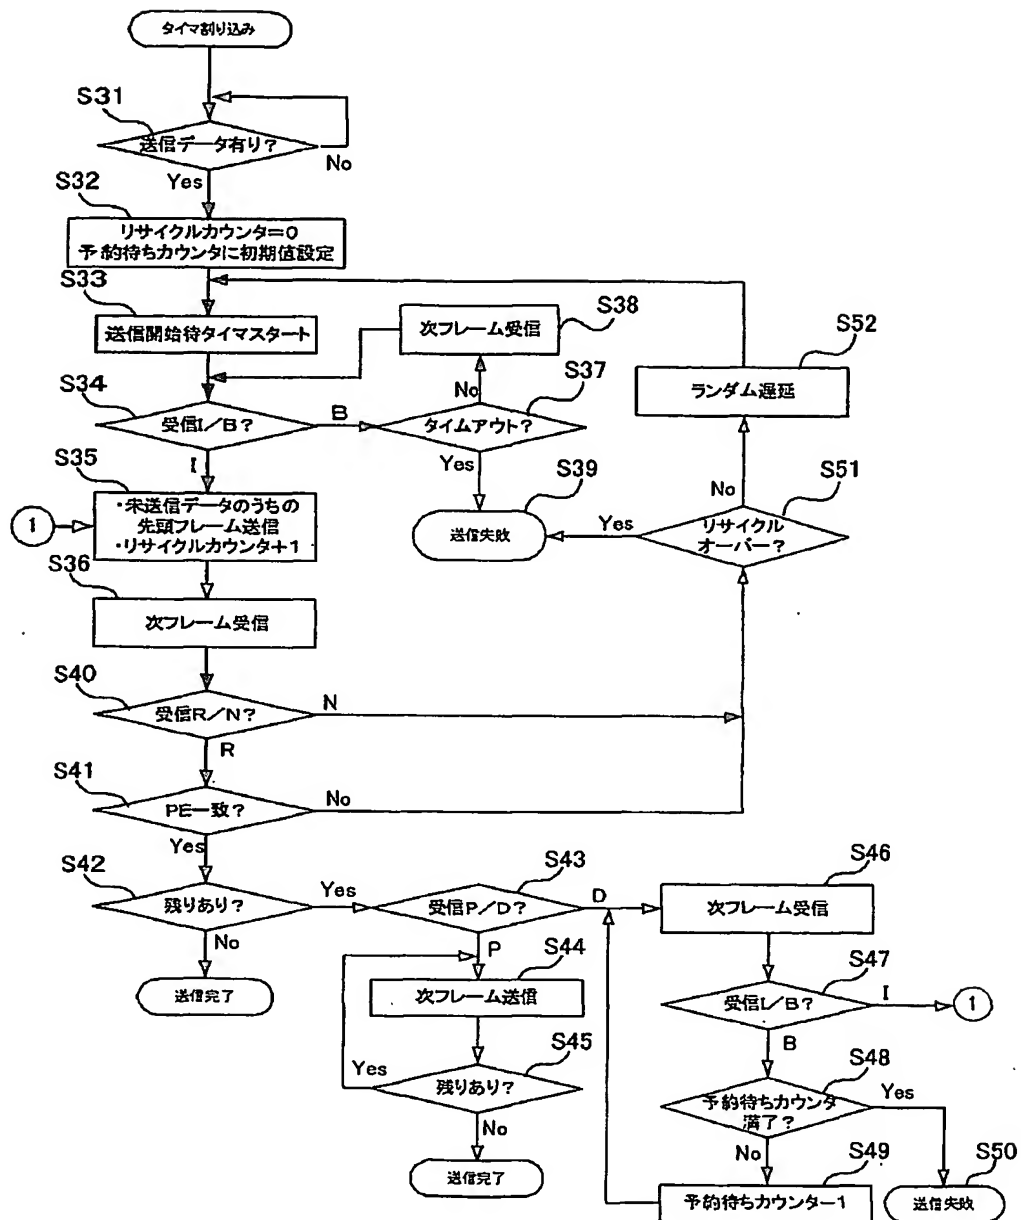 タイマ割り込み
S31
送信データ有り?
No
Yes
S32
リサイクルカウンタ=0
予約待ちカウンタに初期値設定
S33
送信開始待タイマスタート
S38
次フレーム受信
S52
ランダム遅延
S34
受信I/B?
B
No
S37
タイムアウト?
I
Yes
S35
・未送信データのうちの
先頭フレーム送信
・リサイクルカウンタ+1
1
S39
送信失敗
No
S51
Yes
リサイクル
オーバー?
S36
次フレーム受信
S40
受信R/N?
N
R
S41
PE一致?
No
Yes
S42
残りあり?
Yes
No
送信完了
S43
受信P/D?
D
P
S44
次フレーム送信
S45
残りあり?
Yes
No
送信完了
S46
次フレーム受信
S47
受信I/B?
I
1
B
S48
予約待ちカウンタ
満了?
Yes
No
S49
予約待ちカウンター1
S50
送信失敗